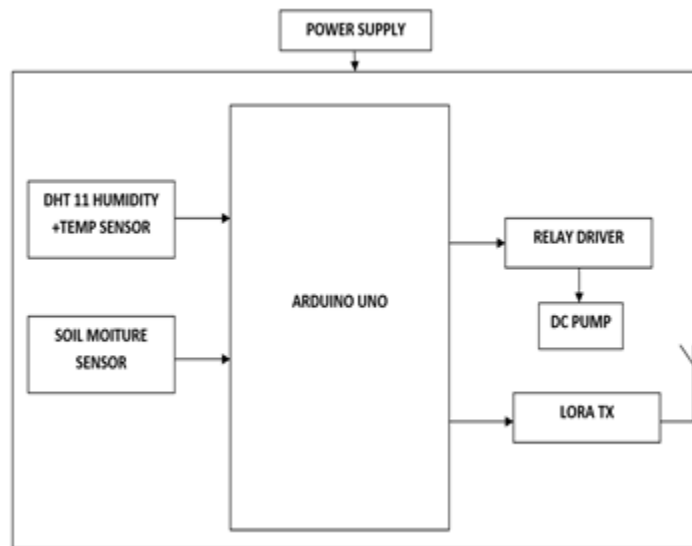 POWER SUPPLY
DHT 11 HUMIDITY
+TEMP SENSOR
SOIL MOITURE
SENSOR
ARDUINO UNO
RELAY DRIVER
DC PUMP
LORA TX